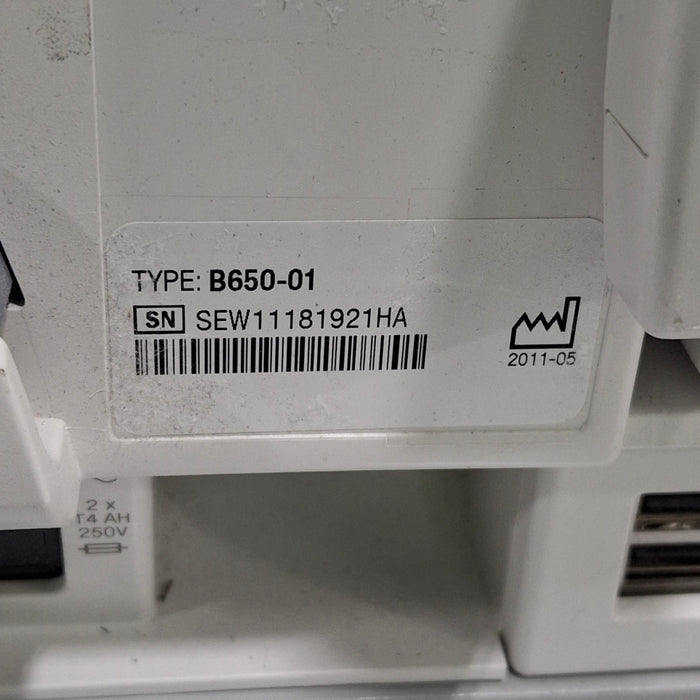 TYPE: B650-01
SN SEW11181921HA
2011-05
2 x
T4 AH
250V